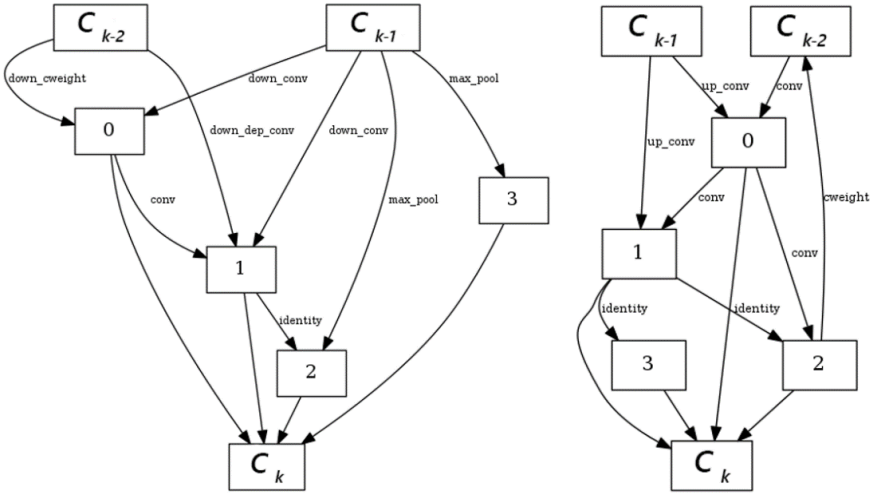 C k-2
C k-1
down_cweight
down_conv
max_pool
0
down_dep_conv
down_conv
conv
max_pool
3
1
identity
2
C k
C k-1
C k-2
up_conv
conv
0
up_conv
conv
cweight
1
conv
identity
identity
3
2
C k